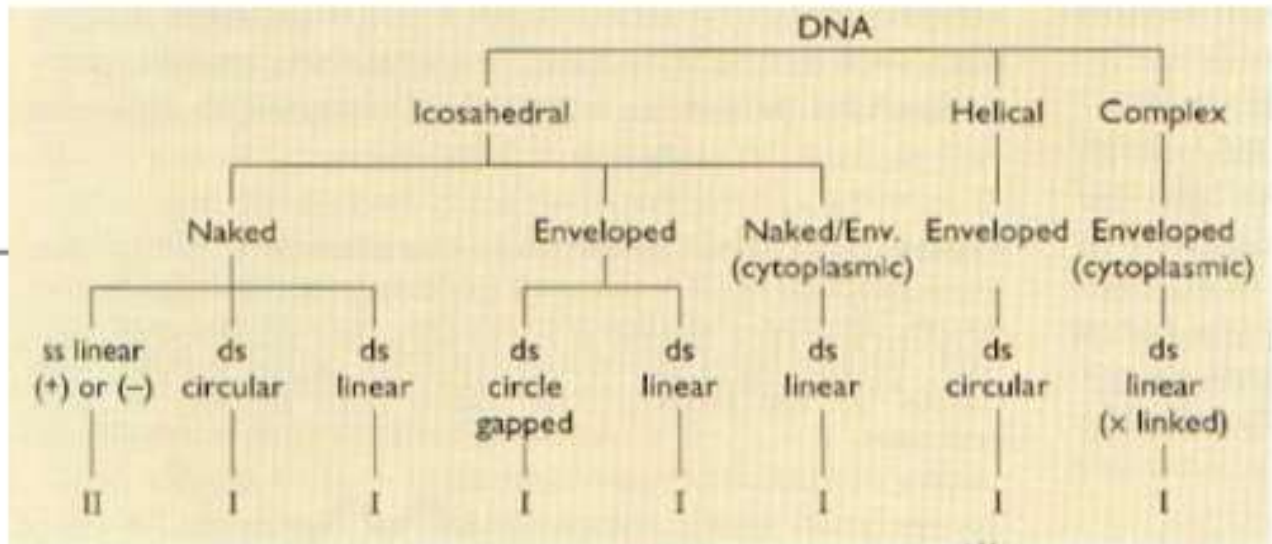 DNA
Icosahedral Helical Complex
Naked Enveloped Naked/Env. Enveloped Enveloped
(cytoplasmic) (cytoplasmic)
ss linear ds ds ds ds ds ds ds
(+) or (−) circular linear circle linear linear circular linear
gapped (x linked)
II I I I I I I I